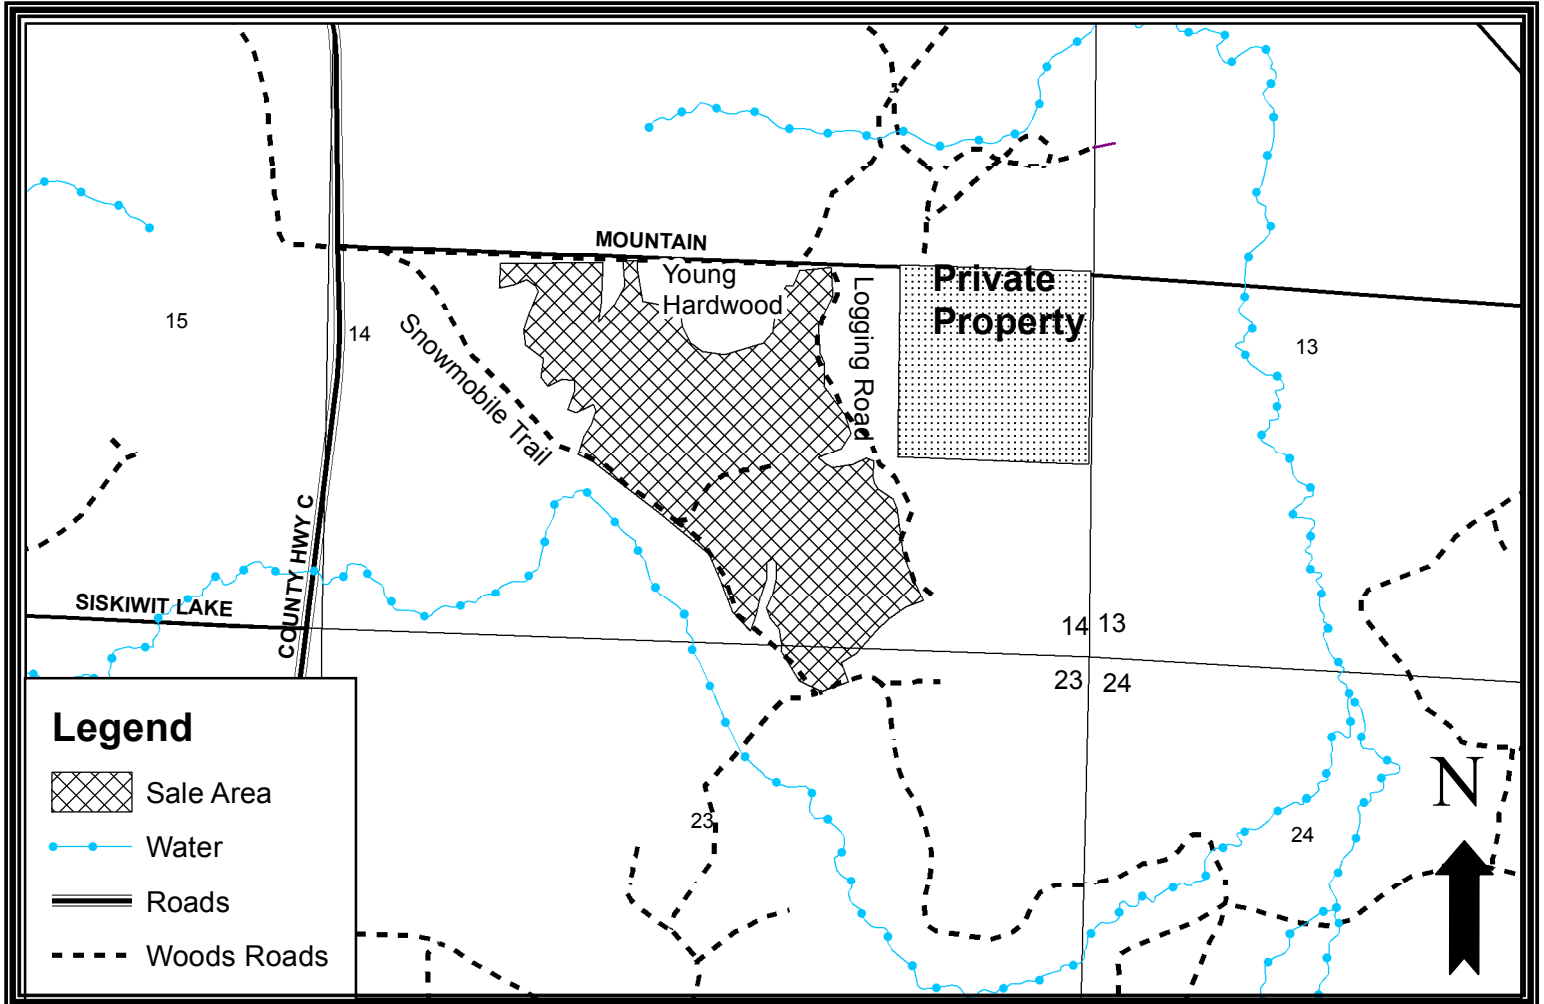 MOUNTAIN
Young
Hardwood
Private
Property
Logging Road
Snowmobile Trail
15
14
13
COUNTY HWY C
SISKIWIT LAKE
14 13
23 24
23
24
N
Legend
Sale Area
Water
Roads
Woods Roads